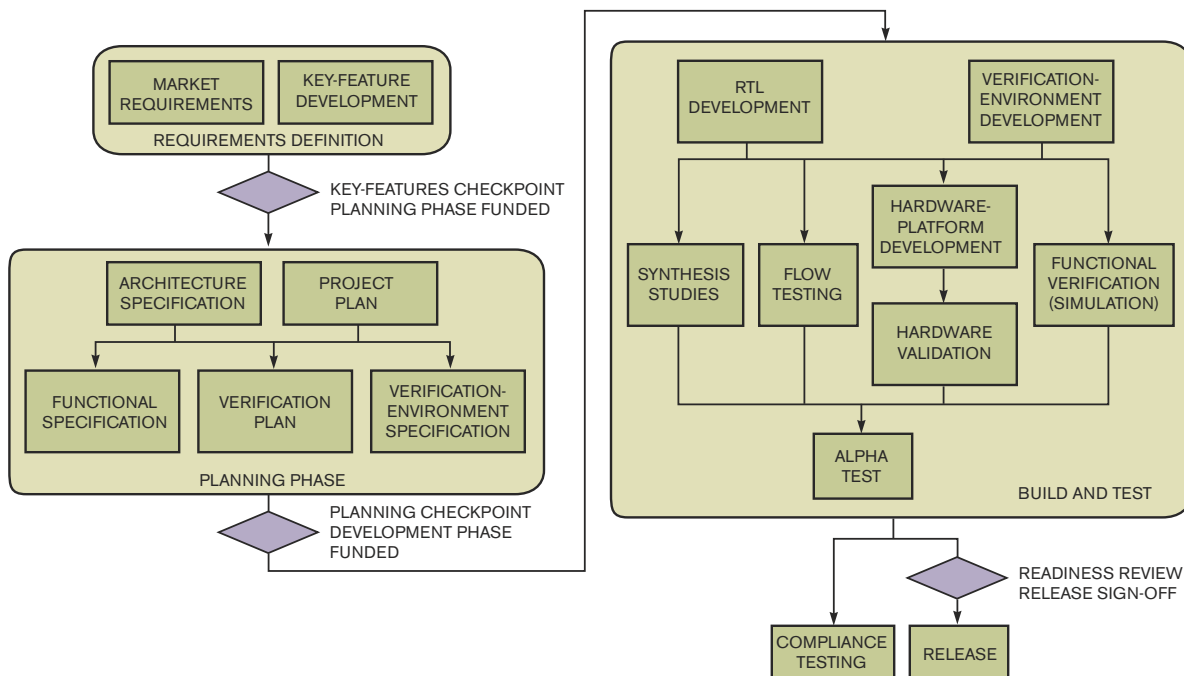 MARKET
REQUIREMENTS
KEY-FEATURE
DEVELOPMENT
REQUIREMENTS DEFINITION
KEY-FEATURES CHECKPOINT
PLANNING PHASE FUNDED
ARCHITECTURE
SPECIFICATION
PROJECT
PLAN
FUNCTIONAL
SPECIFICATION
VERIFICATION
PLAN
VERIFICATION-
ENVIRONMENT
SPECIFICATION
PLANNING PHASE
PLANNING CHECKPOINT
DEVELOPMENT PHASE
FUNDED
RTL
DEVELOPMENT
VERIFICATION-
ENVIRONMENT
DEVELOPMENT
SYNTHESIS
STUDIES
FLOW
TESTING
HARDWARE-
PLATFORM
DEVELOPMENT
HARDWARE
VALIDATION
FUNCTIONAL
VERIFICATION
(SIMULATION)
ALPHA
TEST
BUILD AND TEST
READINESS REVIEW
RELEASE SIGN-OFF
COMPLIANCE
TESTING
RELEASE